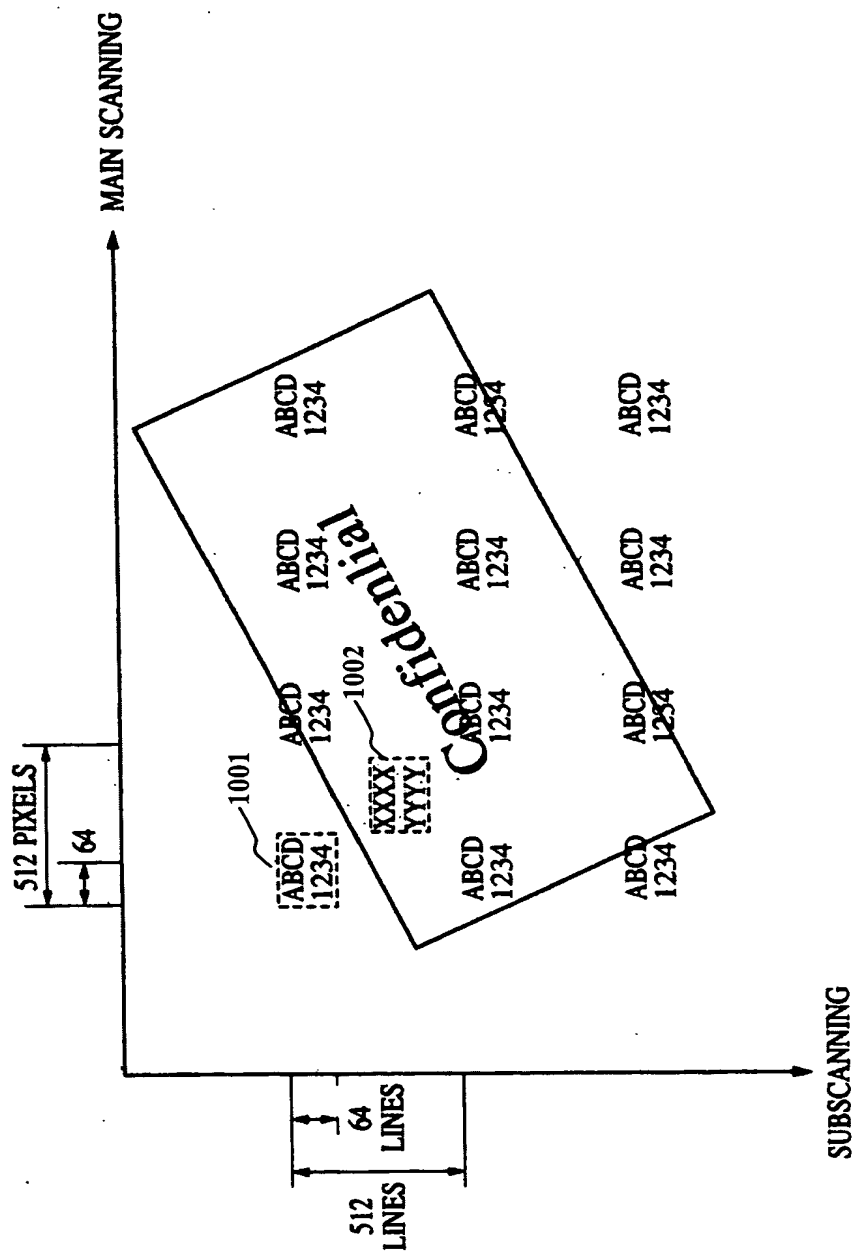 MAIN SCANNING
512 PIXELS
64
1001
ABCD
1234
ABCD
1234
ABCD
1234
ABCD
1234
1002
XXXX
YYYY
Confidenlial
ABCD
1234
ABCD
1234
ABCD
1234
ABCD
1234
ABCD
1234
ABCD
1234
ABCD
1234
ABCD
1234
64
LINES
512
LINES
SUBSCANNING